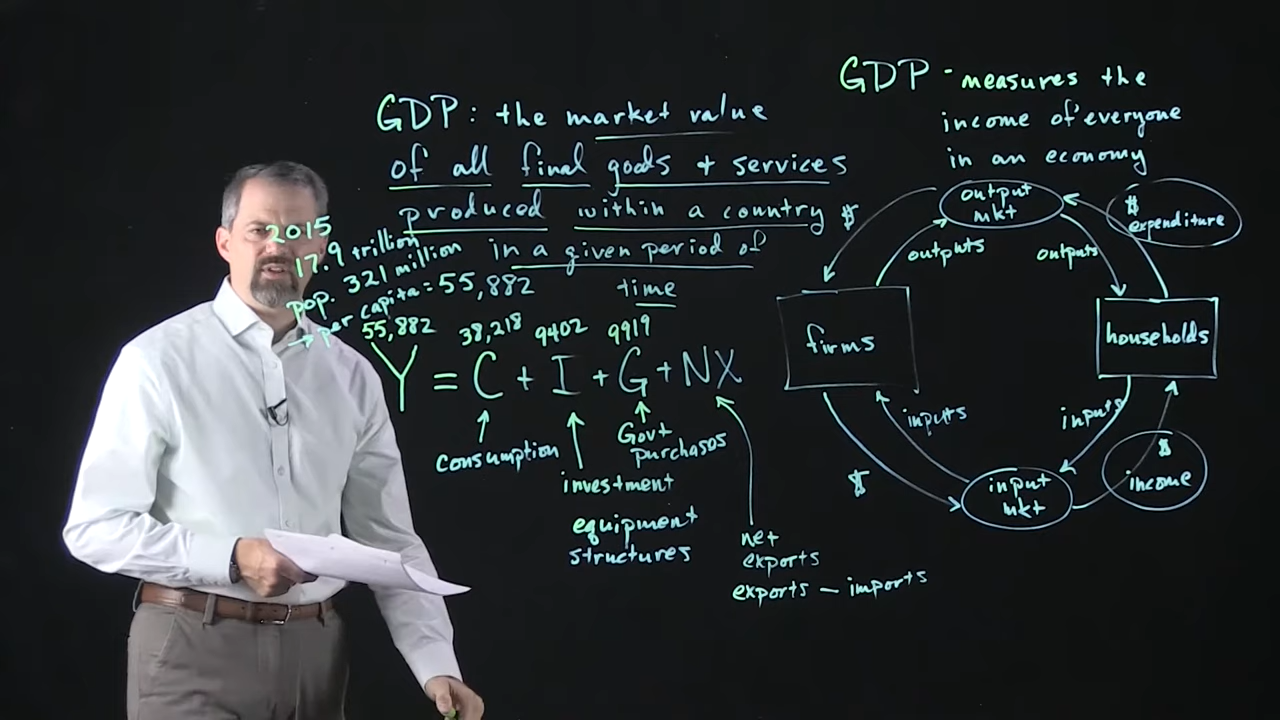 GDP: the market value
of all final goods + services
produced within a country
in a given period of
time
2015
17.9 trillion
pop. 321 million
→ per capita = 55,882
55,882 38,218 9402 9919
Y = C + I + G + NX
consumption
investment
equipment
structures
Govt
purchases
net
exports
exports – imports
GDP - measures the
income of everyone
in an economy
output
mkt
$
expenditure
$
outputs
outputs
firms
households
inputs
inputs
$
input
mkt
$
income